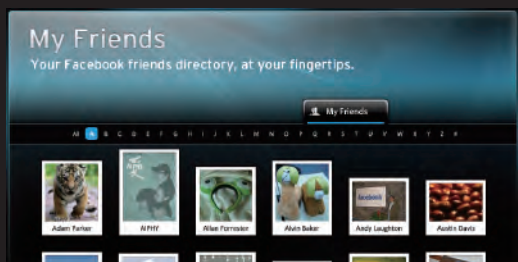 My Friends
Your Facebook friends directory, at your fingertips.
My Friends
All A B C D E F G H I J K L M N O P Q R S T U V W X Y Z #
facebook
Adam Parker Allan Forrester Alvin Baker Andy Laughton Austin Davis